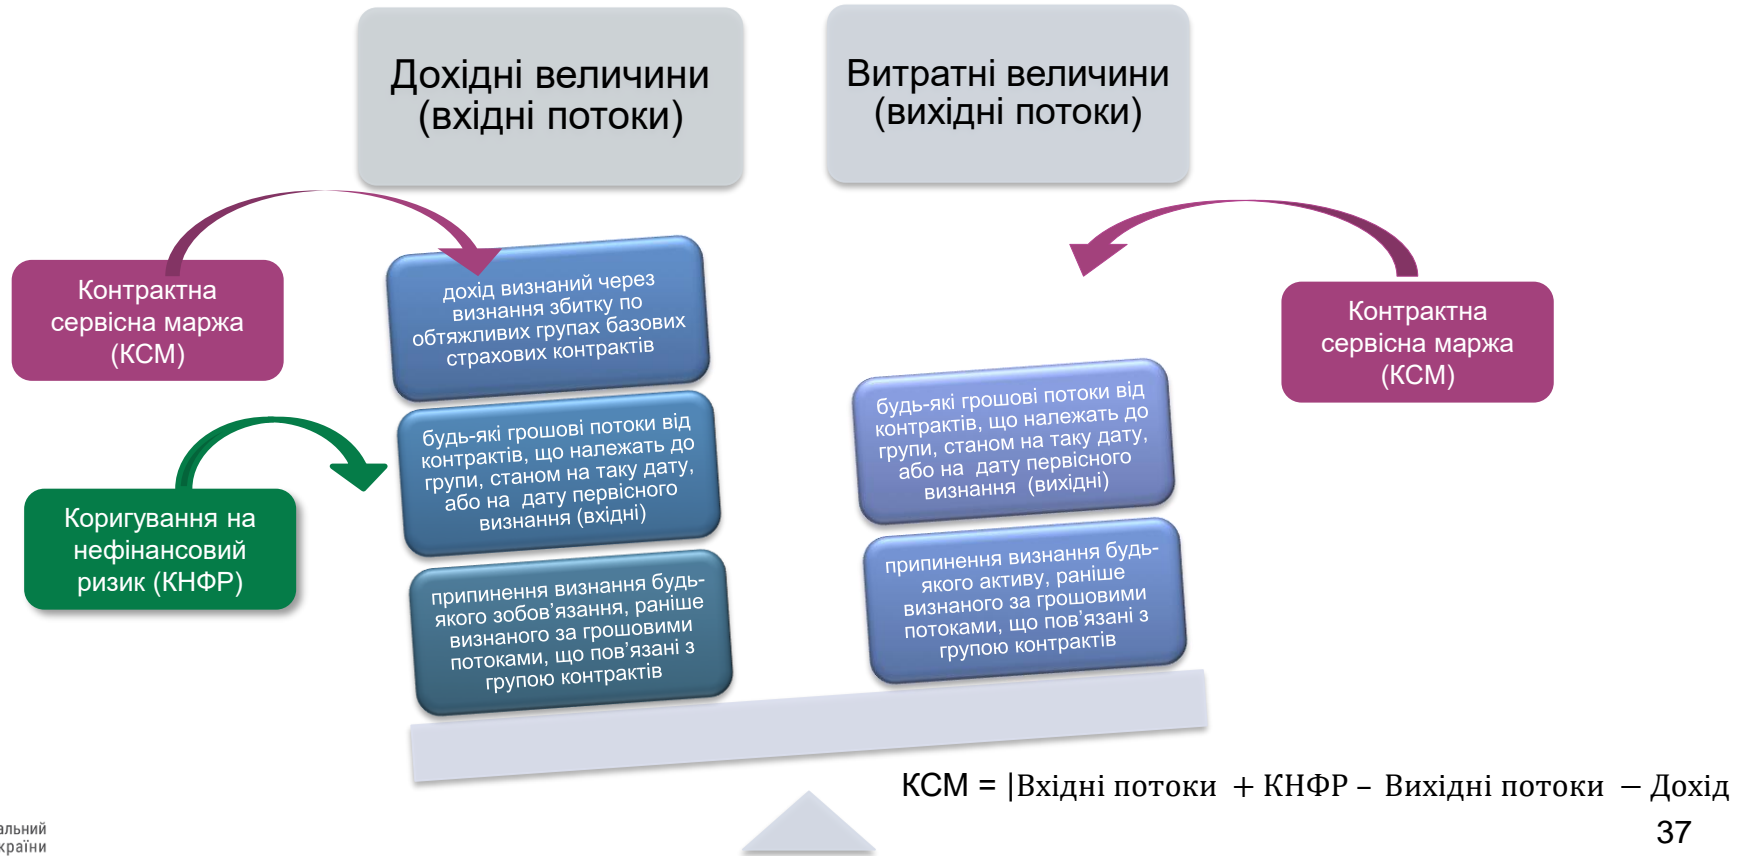 Дохідні величини
(вхідні потоки)
Витратні величини
(вихідні потоки)
Контрактна
сервісна маржа
(КСМ)
дохід визнаний через
визнання збитку по
обтяжливих групах базових
страхових контрактів
Контрактна
сервісна маржа
(КСМ)
будь-які грошові потоки від
контрактів, що належать до
групи, станом на таку дату,
або на дату первісного
визнання (вхідні)
будь-які грошові потоки від
контрактів, що належать до
групи, станом на таку дату,
або на дату первісного
визнання (вихідні)
Коригування на
нефінансовий
ризик (КНФР)
припинення визнання будь-
якого зобов’язання, раніше
визнаного за грошовими
потоками, що пов’язані з
групою контрактів
припинення визнання будь-
якого активу, раніше
визнаного за грошовими
потоками, що пов’язані з
групою контрактів
КСМ = |Вхідні потоки + КНФР – Вихідні потоки − Дохід
37
альний
країни